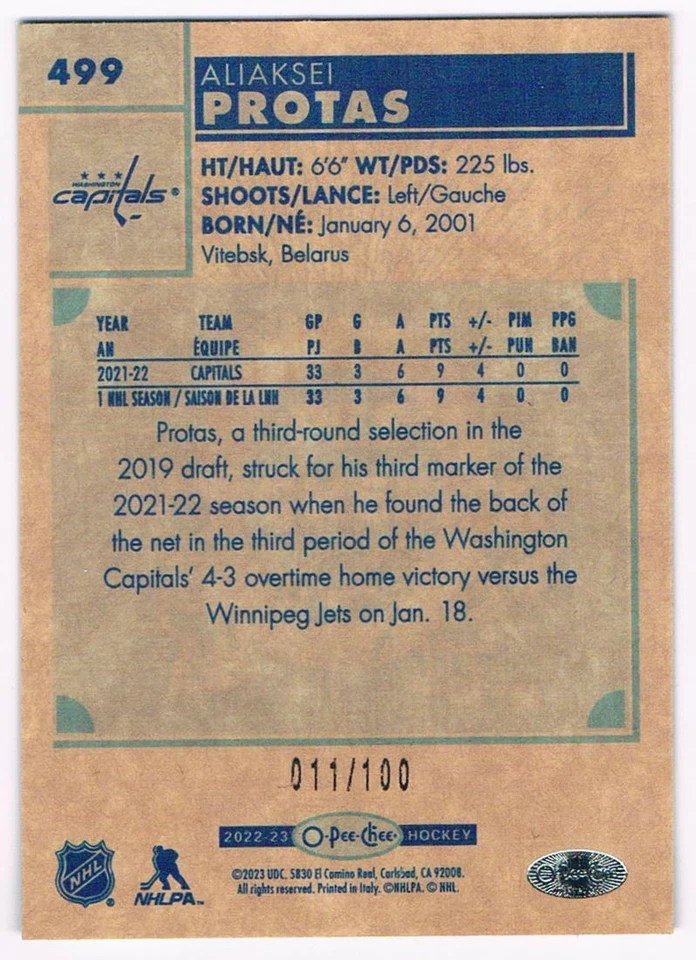 499
ALIAKSEI
PROTAS
WASHINGTON
capitals®
HT/HAUT: 6'6" WT/PDS: 225 lbs.
SHOOTS/LANCE: Left/Gauche
BORN/NÉ: January 6, 2001
Vitebsk, Belarus
YEAR TEAM GP G A PTS +/- PIM PPG
AN ÉQUIPE PJ B A PTS +/- PUN BAN
2021-22 CAPITALS 33 3 6 9 4 0 0
1 NHL SEASON / SAISON DE LA LNH 33 3 6 9 4 0 0
Protas, a third-round selection in the
2019 draft, struck for his third marker of the
2021-22 season when he found the back of
the net in the third period of the Washington
Capitals' 4-3 overtime home victory versus the
Winnipeg Jets on Jan. 18.
011/100
2022-23 O-Pee-Chee® HOCKEY
NHL®
NHLPA™
©2023 UDC. 5830 El Camino Real, Carlsbad, CA 92008.
All rights reserved. Printed in Italy. ©NHLPA. © NHL.
O-Pee-Chee